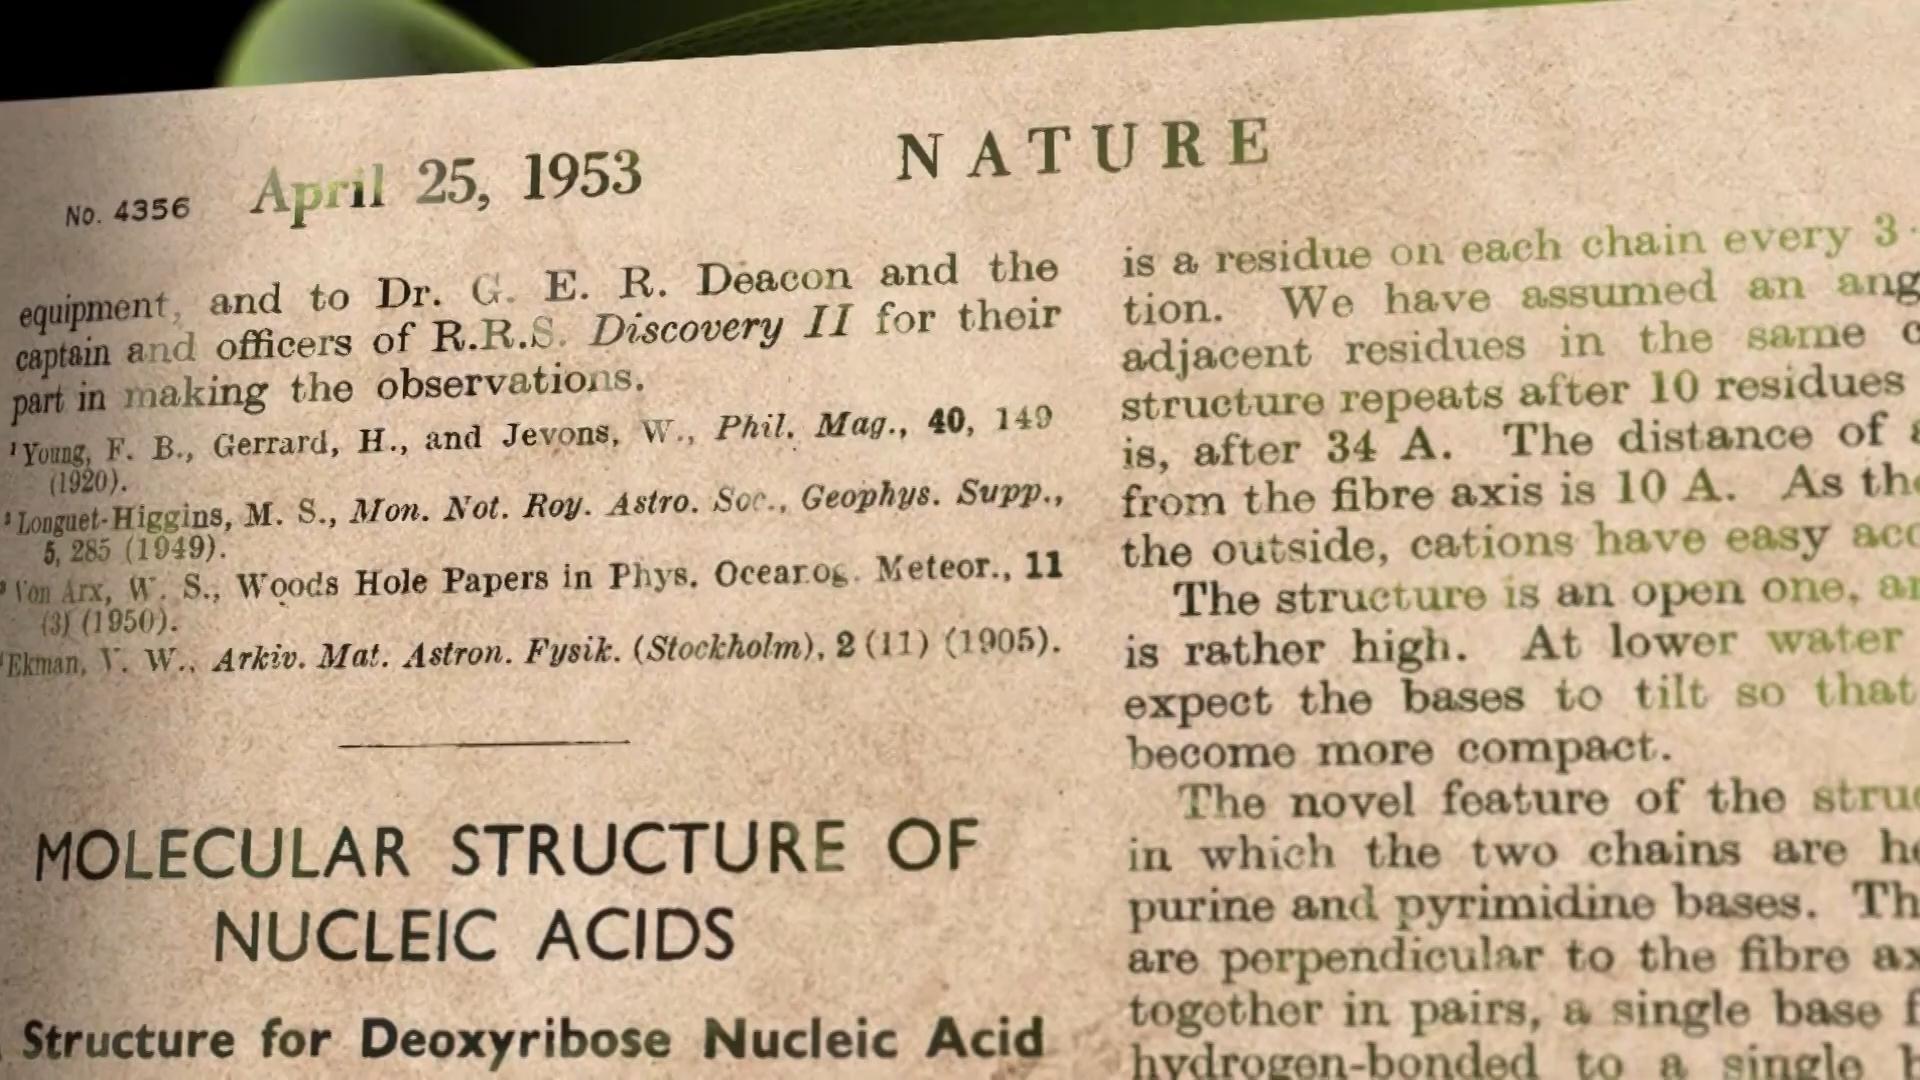 No. 4356 April 25, 1953 NATURE
equipment, and to Dr. G. E. R. Deacon and the
captain and officers of R.R.S. Discovery II for their
part in making the observations.
¹Young, F. B., Gerrard, H., and Jevons, W., Phil. Mag., 40, 149
(1920).
²Longuet-Higgins, M. S., Mon. Not. Roy. Astro. Soc., Geophys. Supp.,
5, 285 (1949).
³Von Arx, W. S., Woods Hole Papers in Phys. Ocearog. Meteor., 11
(3) (1950).
⁴Ekman, V. W., Arkiv. Mat. Astron. Fysik. (Stockholm), 2 (11) (1905).
MOLECULAR STRUCTURE OF
NUCLEIC ACIDS
Structure for Deoxyribose Nucleic Acid
is a residue on each chain every 3·
tion. We have assumed an ang
adjacent residues in the same c
structure repeats after 10 residues
is, after 34 A. The distance of
from the fibre axis is 10 A. As the
the outside, cations have easy acc
The structure is an open one, an
is rather high. At lower water
expect the bases to tilt so that
become more compact.
The novel feature of the struc
in which the two chains are he
purine and pyrimidine bases. Th
are perpendicular to the fibre ax
together in pairs, a single base f
hydrogen-bonded to a single b